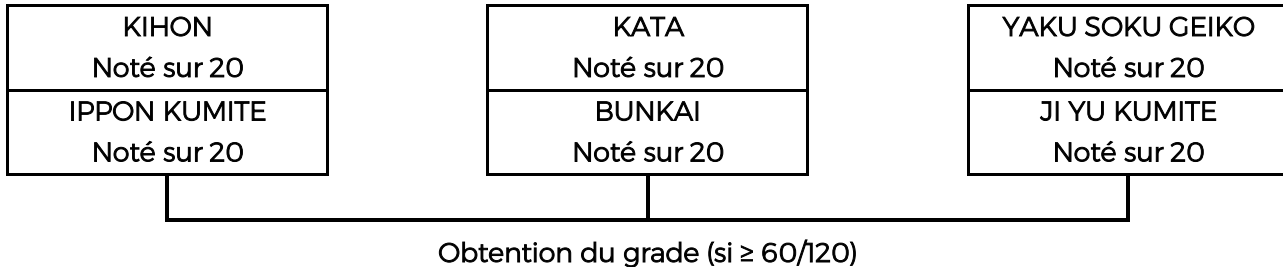 KIHON
Noté sur 20
IPPON KUMITE
Noté sur 20
KATA
Noté sur 20
BUNKAI
Noté sur 20
YAKU SOKU GEIKO
Noté sur 20
JI YU KUMITE
Noté sur 20
Obtention du grade (si ≥ 60/120)